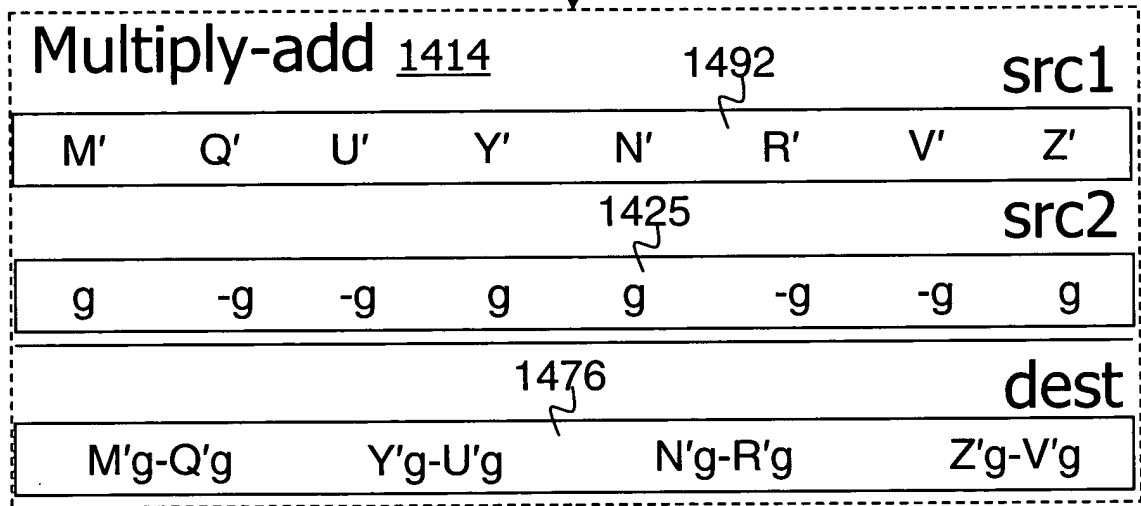 Multiply-add 1414 1492 src1
M' Q' U' Y' N' R' V' Z'
1425 src2
g -g -g g g -g -g g
1476 dest
M'g-Q'g Y'g-U'g N'g-R'g Z'g-V'g